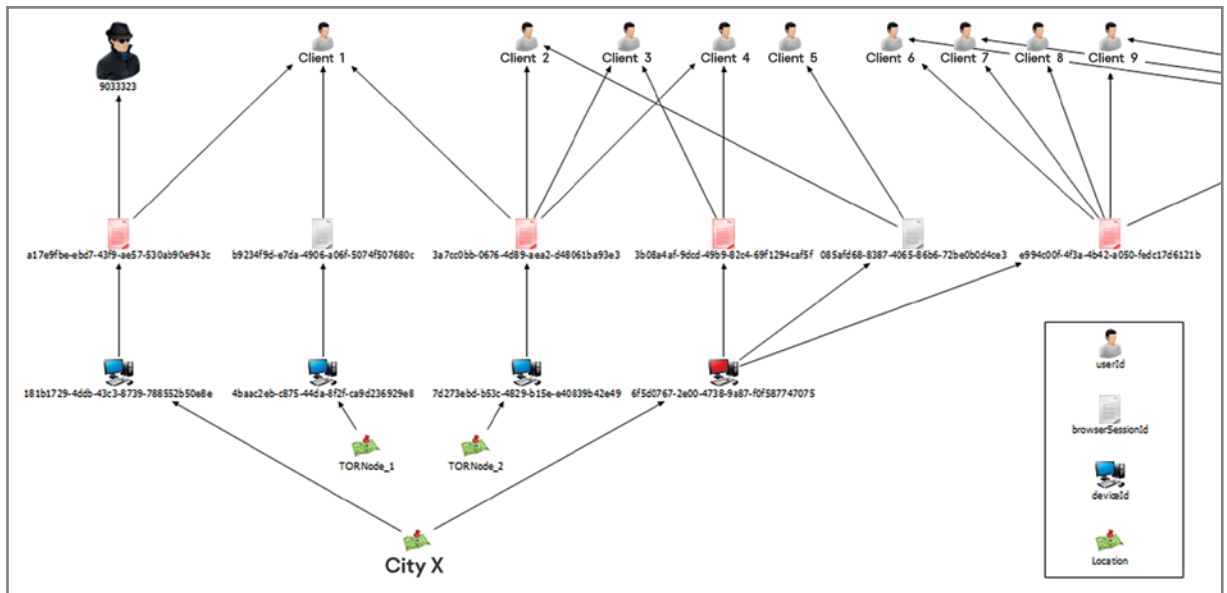 Client 1
Client 2
Client 3
Client 4
Client 5
Client 6
Client 7
Client 8
Client 9
9033323
a17e9fbe-ebd7-43f9-ae57-530ab90e943c
b9234f9d-e7da-4906-a06f-5074f507680c
3a7cc0bb-0676-4d89-aea2-d48061ba93e3
3b08a4af-9dcd-49b9-82c4-69f1294caf5f
085afd68-8387-4065-86b6-72be0b0d4ce3
e994c00f-4f3a-4b42-a050-fedc17d6121b
181b1729-4ddb-43c3-8739-788552b50e8e
4baac2eb-c875-44da-8f2f-ca9d236929e8
7d273ebd-b53c-4829-b15e-e40839b42e49
6f5d0767-2e00-4738-9a87-f0f587747075
TORNode_1
TORNode_2
City X
userId
browserSessionId
deviceId
Location